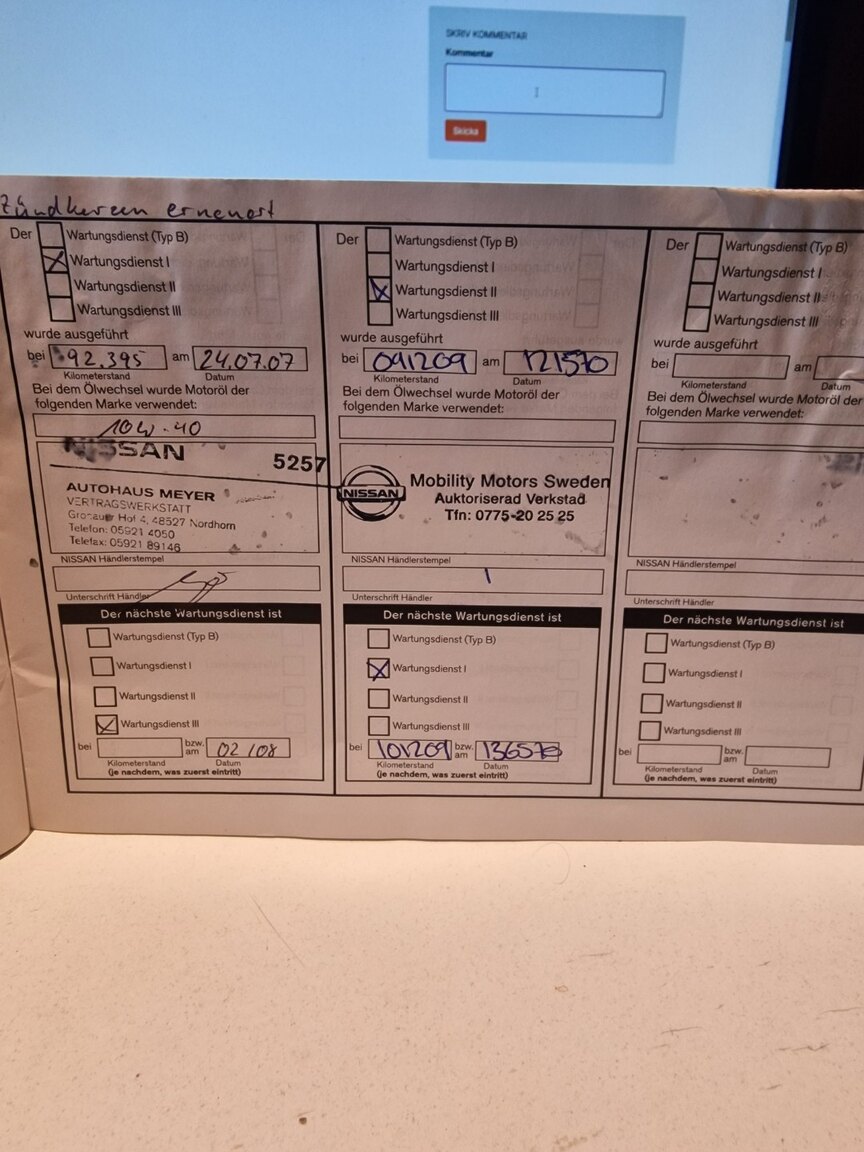 SKRIV KOMMENTAR
Kommentar
Skicka
Zündkerzen erneuert
Der Wartungsdienst (Typ B)
Wartungsdienst I
Wartungsdienst II
Wartungsdienst III
wurde ausgeführt
bei 92.395 am 24.07.07
Kilometerstand Datum
Bei dem Ölwechsel wurde Motoröl der
folgenden Marke verwendet:
10W-40
NISSAN
5257
AUTOHAUS MEYER
VERTRAGSWERKSTATT
Gronauer Hof 4, 48527 Nordhorn
Telefon: 05921 4050
Telefax: 05921 89146
NISSAN Händlerstempel
Unterschrift Händler
Der nächste Wartungsdienst ist
Wartungsdienst (Typ B)
Wartungsdienst I
Wartungsdienst II
Wartungsdienst III
bei bzw. am 02/08
Kilometerstand Datum
(je nachdem, was zuerst eintritt)
Der Wartungsdienst (Typ B)
Wartungsdienst I
Wartungsdienst II
Wartungsdienst III
wurde ausgeführt
bei 091209 am 121570
Kilometerstand Datum
Bei dem Ölwechsel wurde Motoröl der
folgenden Marke verwendet:
NISSAN
Mobility Motors Sweden
Auktoriserad Verkstad
Tfn: 0775-20 25 25
NISSAN Händlerstempel
Unterschrift Händler
Der nächste Wartungsdienst ist
Wartungsdienst (Typ B)
Wartungsdienst I
Wartungsdienst II
Wartungsdienst III
bei 101209 bzw. am 136570
Kilometerstand Datum
(je nachdem, was zuerst eintritt)
Der Wartungsdienst (Typ B)
Wartungsdienst I
Wartungsdienst II
Wartungsdienst III
wurde ausgeführt
bei am
Kilometerstand Datum
Bei dem Ölwechsel wurde Motoröl der
folgenden Marke verwendet:
NISSAN Händlerstempel
Unterschrift Händler
Der nächste Wartungsdienst ist
Wartungsdienst (Typ B)
Wartungsdienst I
Wartungsdienst II
Wartungsdienst III
bei bzw. am
Kilometerstand Datum
(je nachdem, was zuerst eintritt)